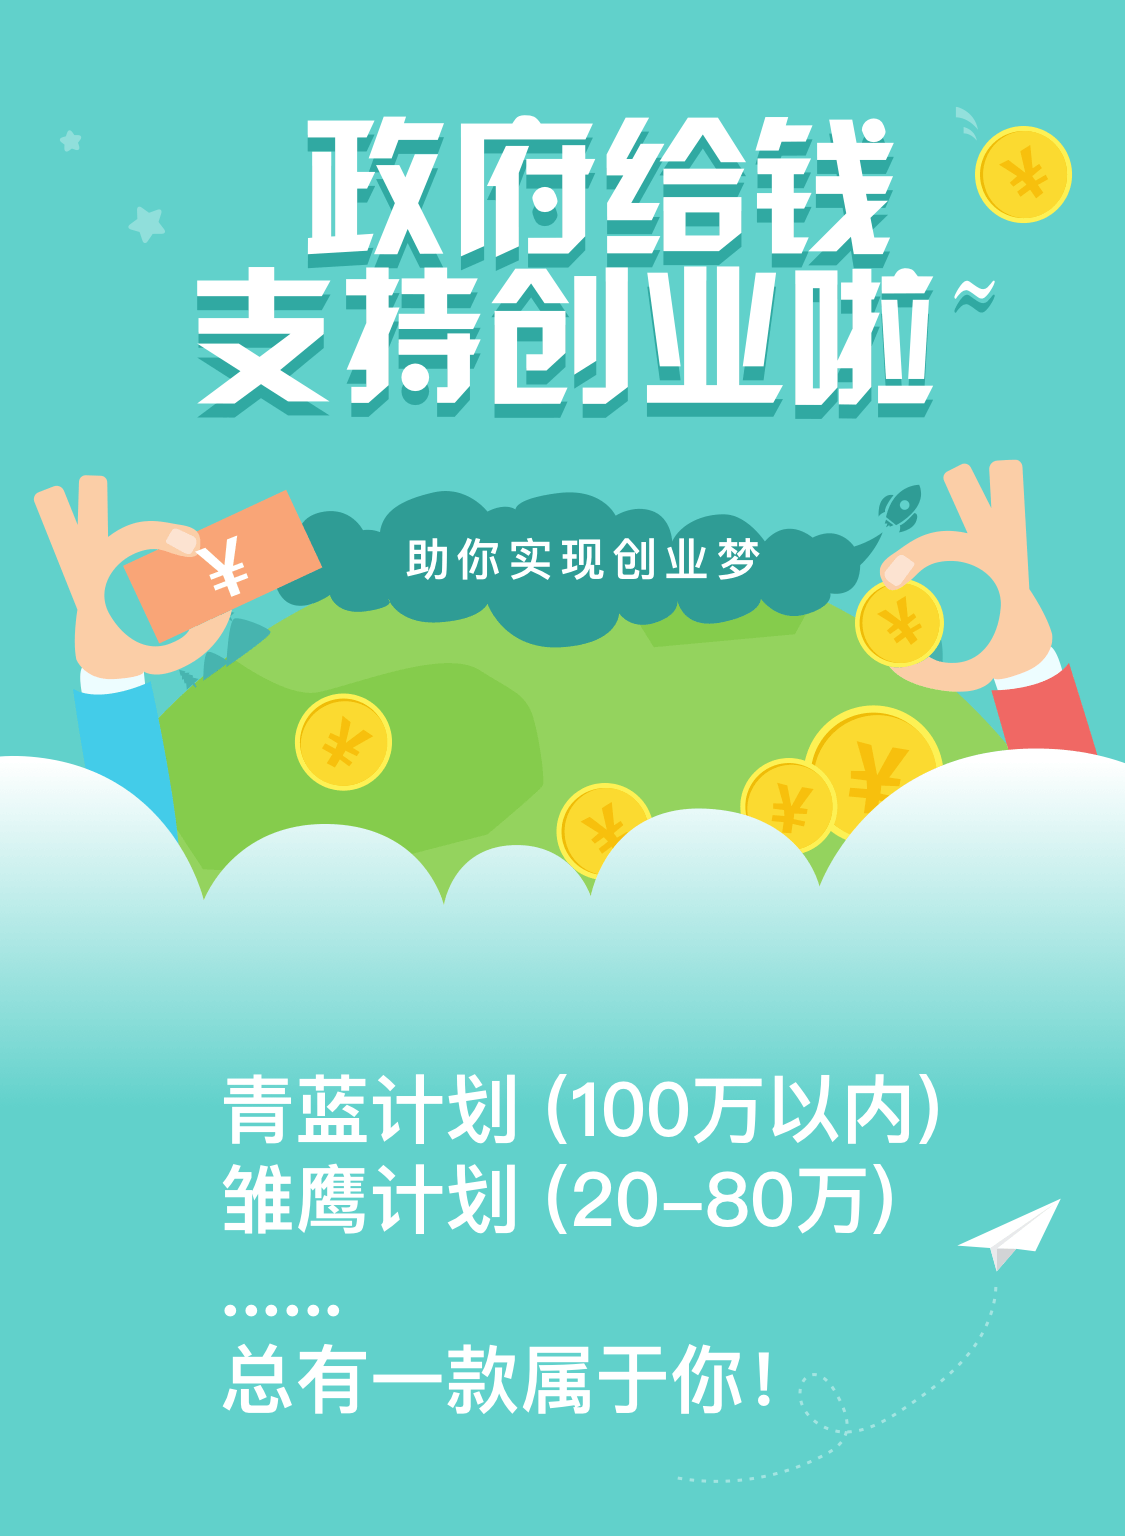 政府给钱
支持创业啦~
助你实现创业梦
¥
¥
¥
¥
¥
¥
¥
青蓝计划（100万以内）
雏鹰计划（20-80万）
……
总有一款属于你！